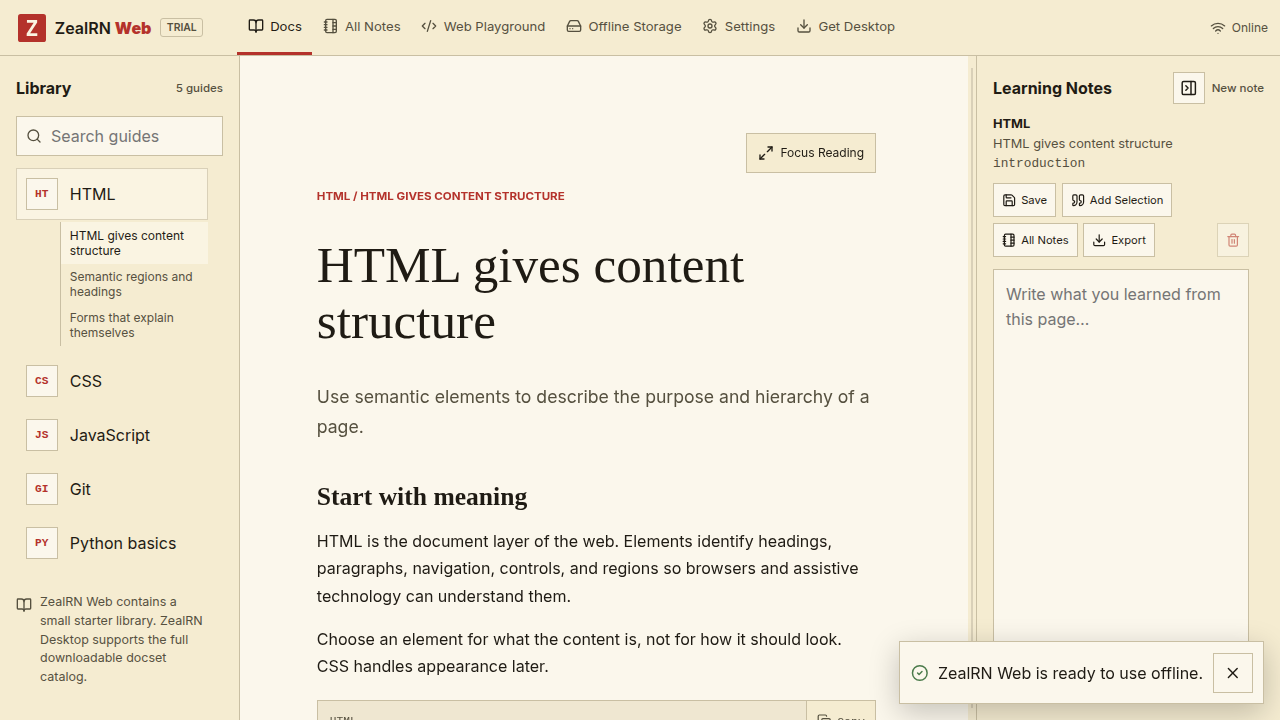 Z ZealRN Web TRIAL
Docs All Notes Web Playground Offline Storage Settings Get Desktop
Online
Library 5 guides
Search guides
HT HTML
HTML gives content
structure
Semantic regions and
headings
Forms that explain
themselves
CS CSS
JS JavaScript
GI Git
PY Python basics
ZealRN Web contains a
small starter library. ZealRN
Desktop supports the full
downloadable docset
catalog.
Focus Reading
HTML / HTML GIVES CONTENT STRUCTURE
HTML gives content
structure
Use semantic elements to describe the purpose and hierarchy of a
page.
Start with meaning
HTML is the document layer of the web. Elements identify headings,
paragraphs, navigation, controls, and regions so browsers and assistive
technology can understand them.
Choose an element for what the content is, not for how it should look.
CSS handles appearance later.
HTML Copy
Learning Notes New note
HTML
HTML gives content structure
introduction
Save Add Selection
All Notes Export
Write what you learned from
this page...
ZealRN Web is ready to use offline.